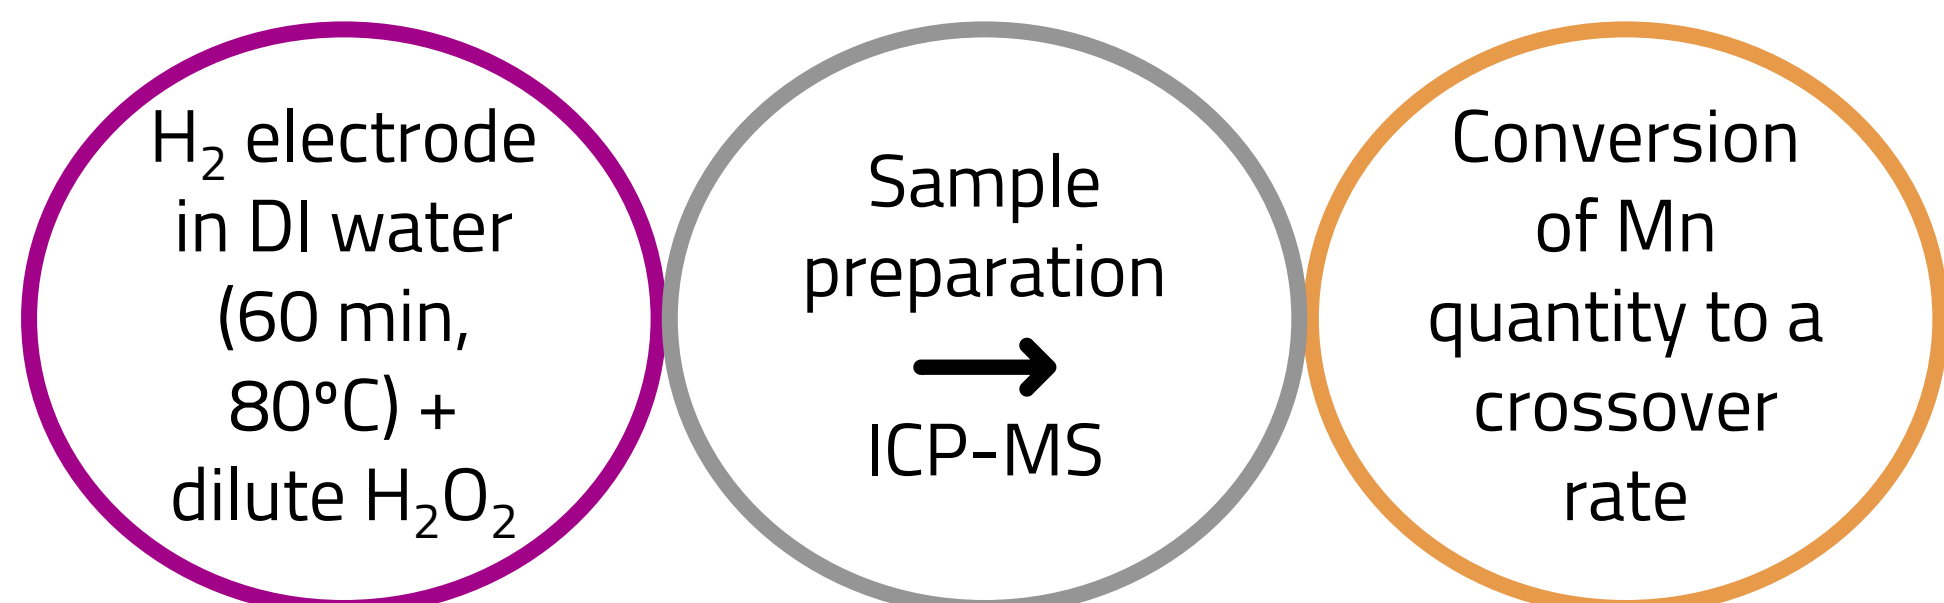 H₂ electrode
in DI water
(60 min,
80ºC) +
dilute H₂O₂
Sample
preparation
→
ICP-MS
Conversion
of Mn
quantity to a
crossover
rate